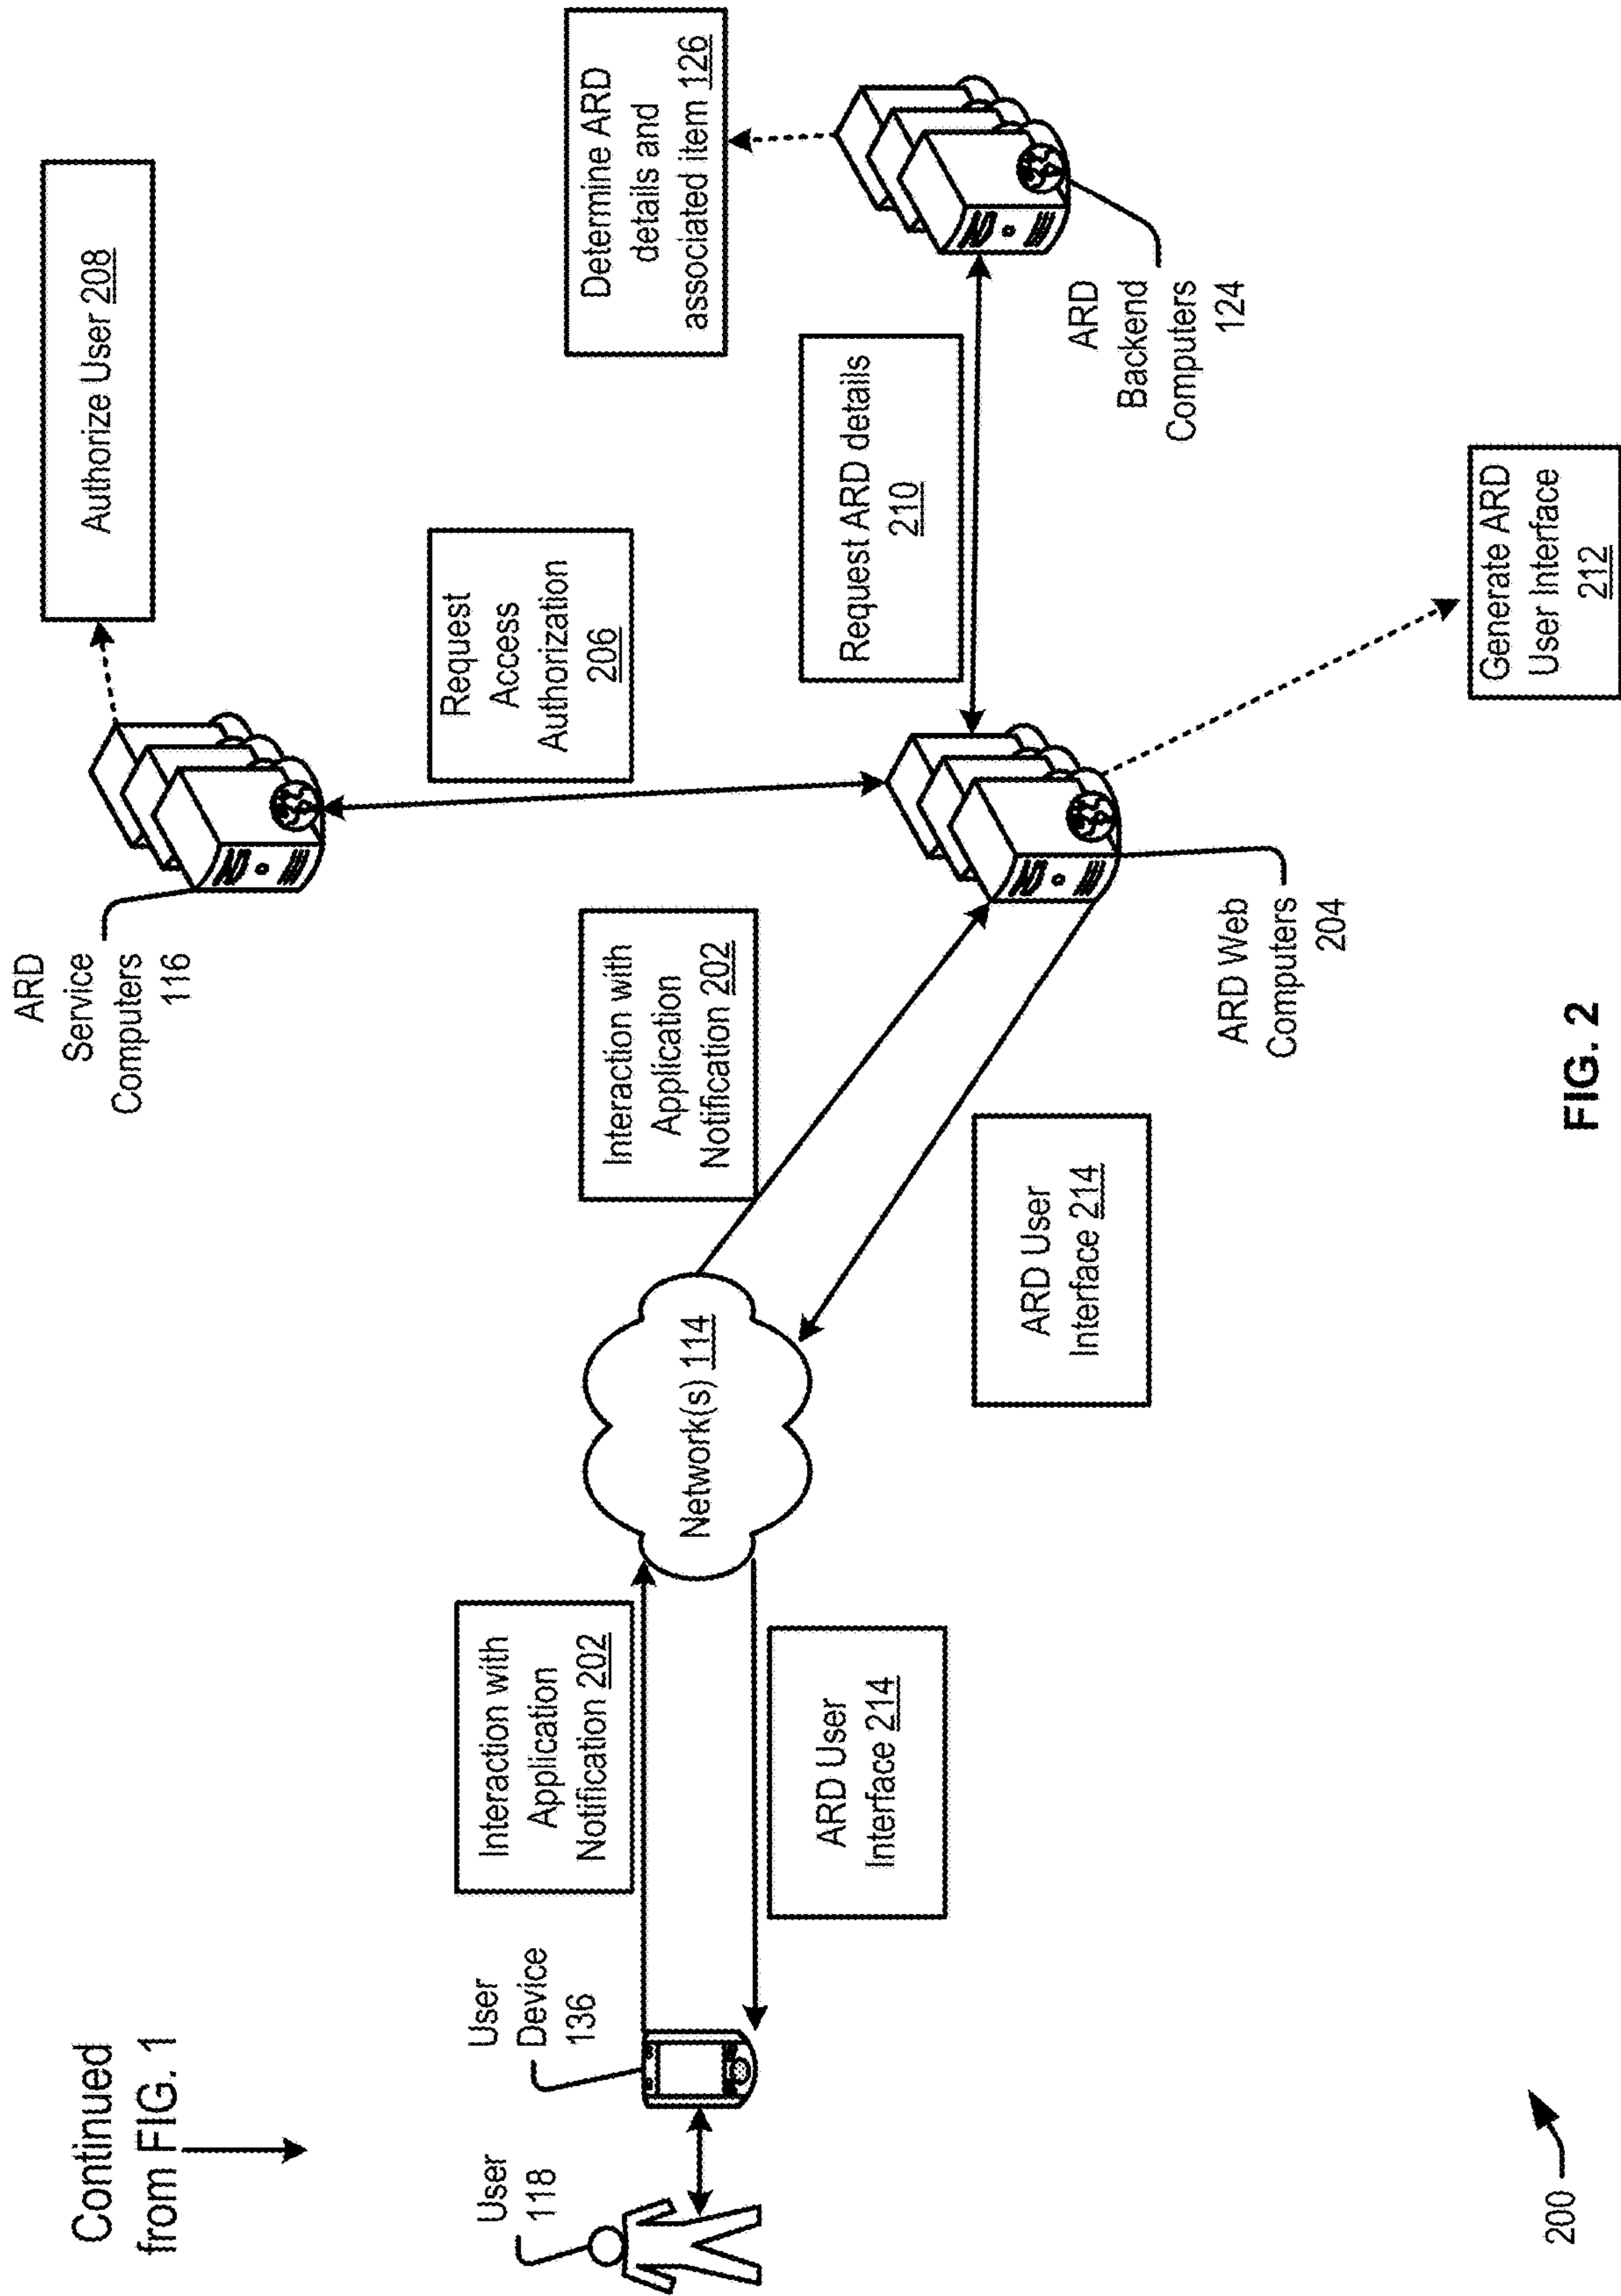 Continued
from FIG. 1
ARD
Service
Computers
116
Authorize User 208
Request
Access
Authorization
206
User
118
User
Device
136
Interaction with
Application
Notification 202
Network(s) 114
Interaction with
Application
Notification 202
Determine ARD
details and
associated item 126
Request ARD details
210
ARD User
Interface 214
ARD User
Interface 214
ARD Web
Computers
204
ARD
Backend
Computers
124
Generate ARD
User Interface
212
200
FIG. 2